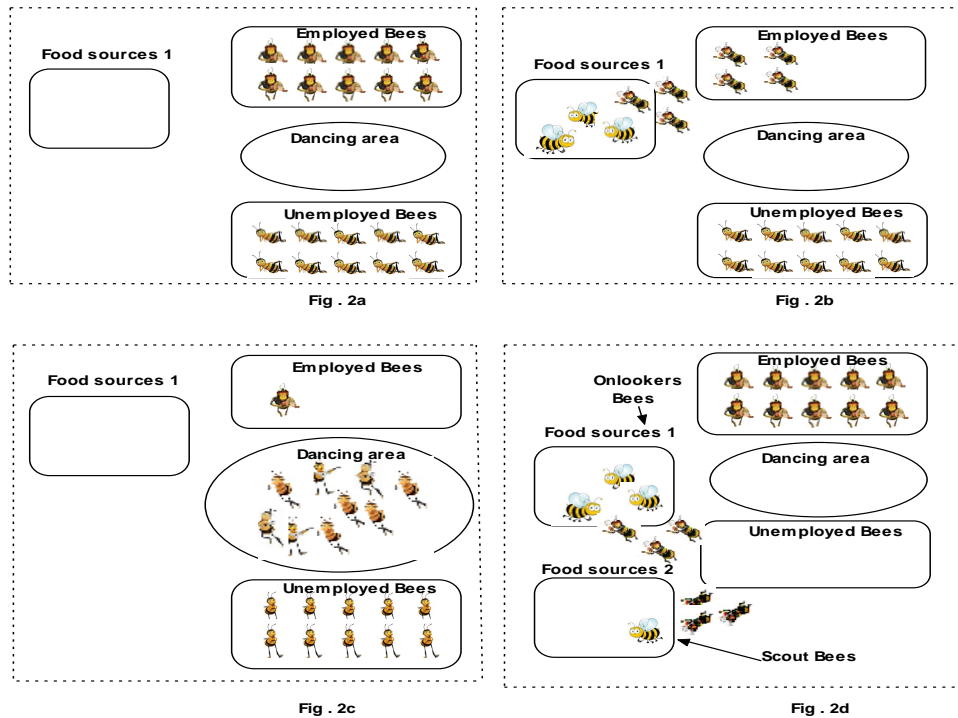 Employed Bees
Food sources 1
Dancing area
Unemployed Bees
Fig . 2a
Employed Bees
Food sources 1
Dancing area
Unemployed Bees
Fig . 2b
Employed Bees
Food sources 1
Dancing area
Unemployed Bees
Fig . 2c
Employed Bees
Onlookers
Bees
Food sources 1
Dancing area
Unemployed Bees
Food sources 2
Scout Bees
Fig . 2d